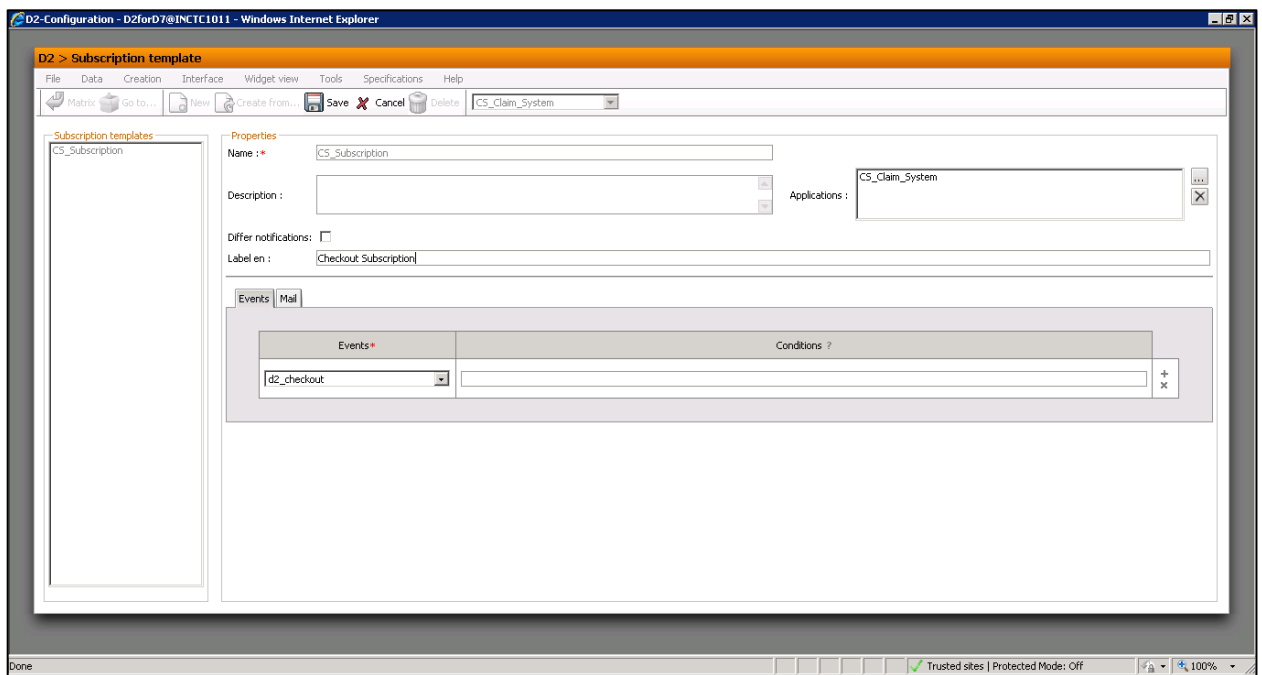 D2-Configuration - D2forD7@INCTC1011 - Windows Internet Explorer
D2 > Subscription template
File Data Creation Interface Widget view Tools Specifications Help
Matrix Go to... New Create from... Save Cancel Delete CS_Claim_System
Subscription templates
CS_Subscription
Properties
Name :* CS_Subscription
Description :
Applications : CS_Claim_System
...
Differ notifications:
Label en : Checkout Subscription
Events Mail
Events* Conditions ?
d2_checkout
Done Trusted sites | Protected Mode: Off 100%